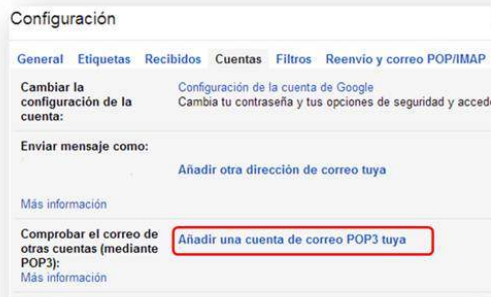 Configuración
General Etiquetas Recibidos Cuentas Filtros Reenvío y correo POP/IMAP
Cambiar la
configuración de la
cuenta:
Configuración de la cuenta de Google
Cambia tu contraseña y tus opciones de seguridad y acced
Enviar mensaje como:
Añadir otra dirección de correo tuya
Más información
Comprobar el correo de
otras cuentas (mediante
POP3):
Añadir una cuenta de correo POP3 tuya
Más información